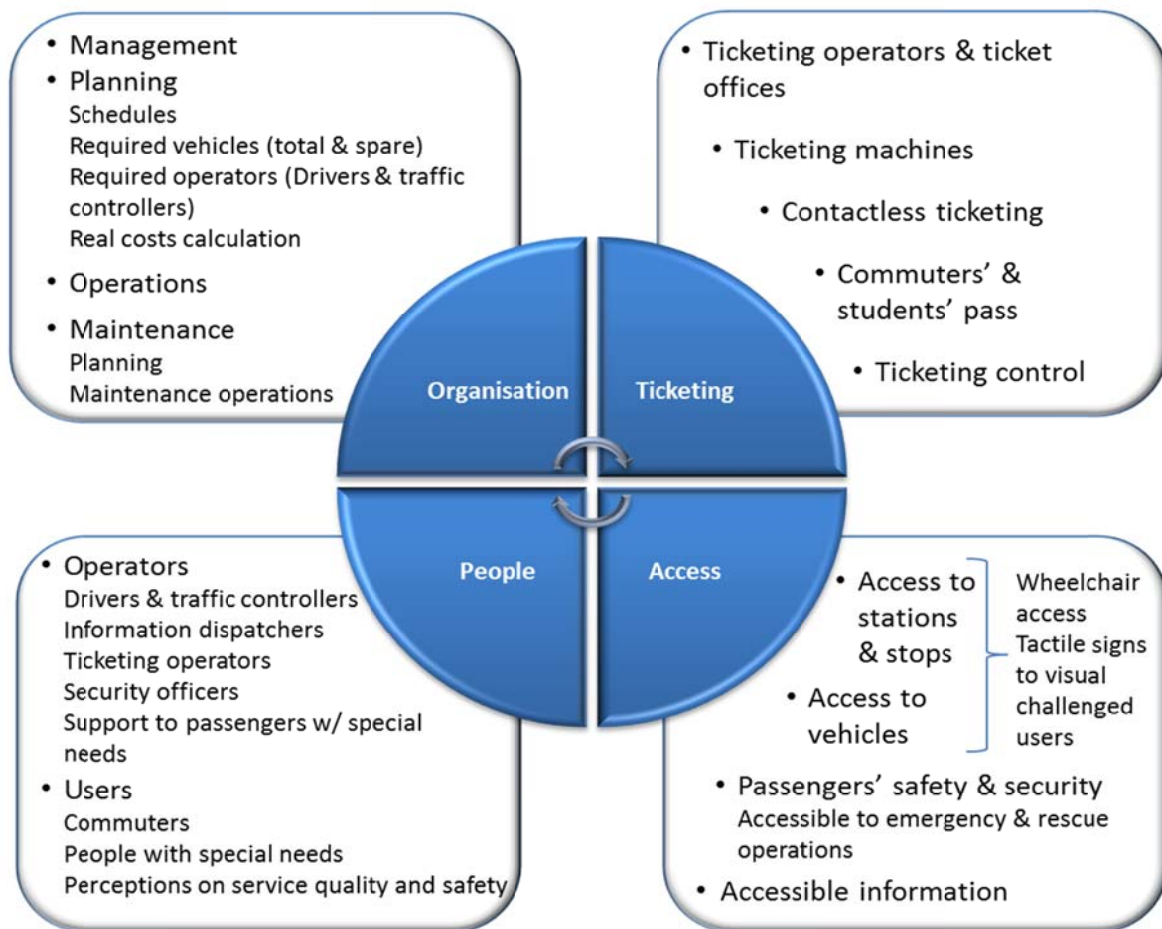 • Management
• Planning
Schedules
Required vehicles (total & spare)
Required operators (Drivers & traffic
controllers)
Real costs calculation
• Operations
• Maintenance
Planning
Maintenance operations
• Ticketing operators & ticket
offices
• Ticketing machines
• Contactless ticketing
• Commuters’ &
students’ pass
• Ticketing control
Organisation
Ticketing
People
Access
• Operators
Drivers & traffic controllers
Information dispatchers
Ticketing operators
Security officers
Support to passengers w/ special
needs
• Users
Commuters
People with special needs
Perceptions on service quality and safety
• Access to
stations
& stops
• Access to
vehicles
Wheelchair
access
Tactile signs
to visual
challenged
users
• Passengers’ safety & security
Accessible to emergency & rescue
operations
• Accessible information